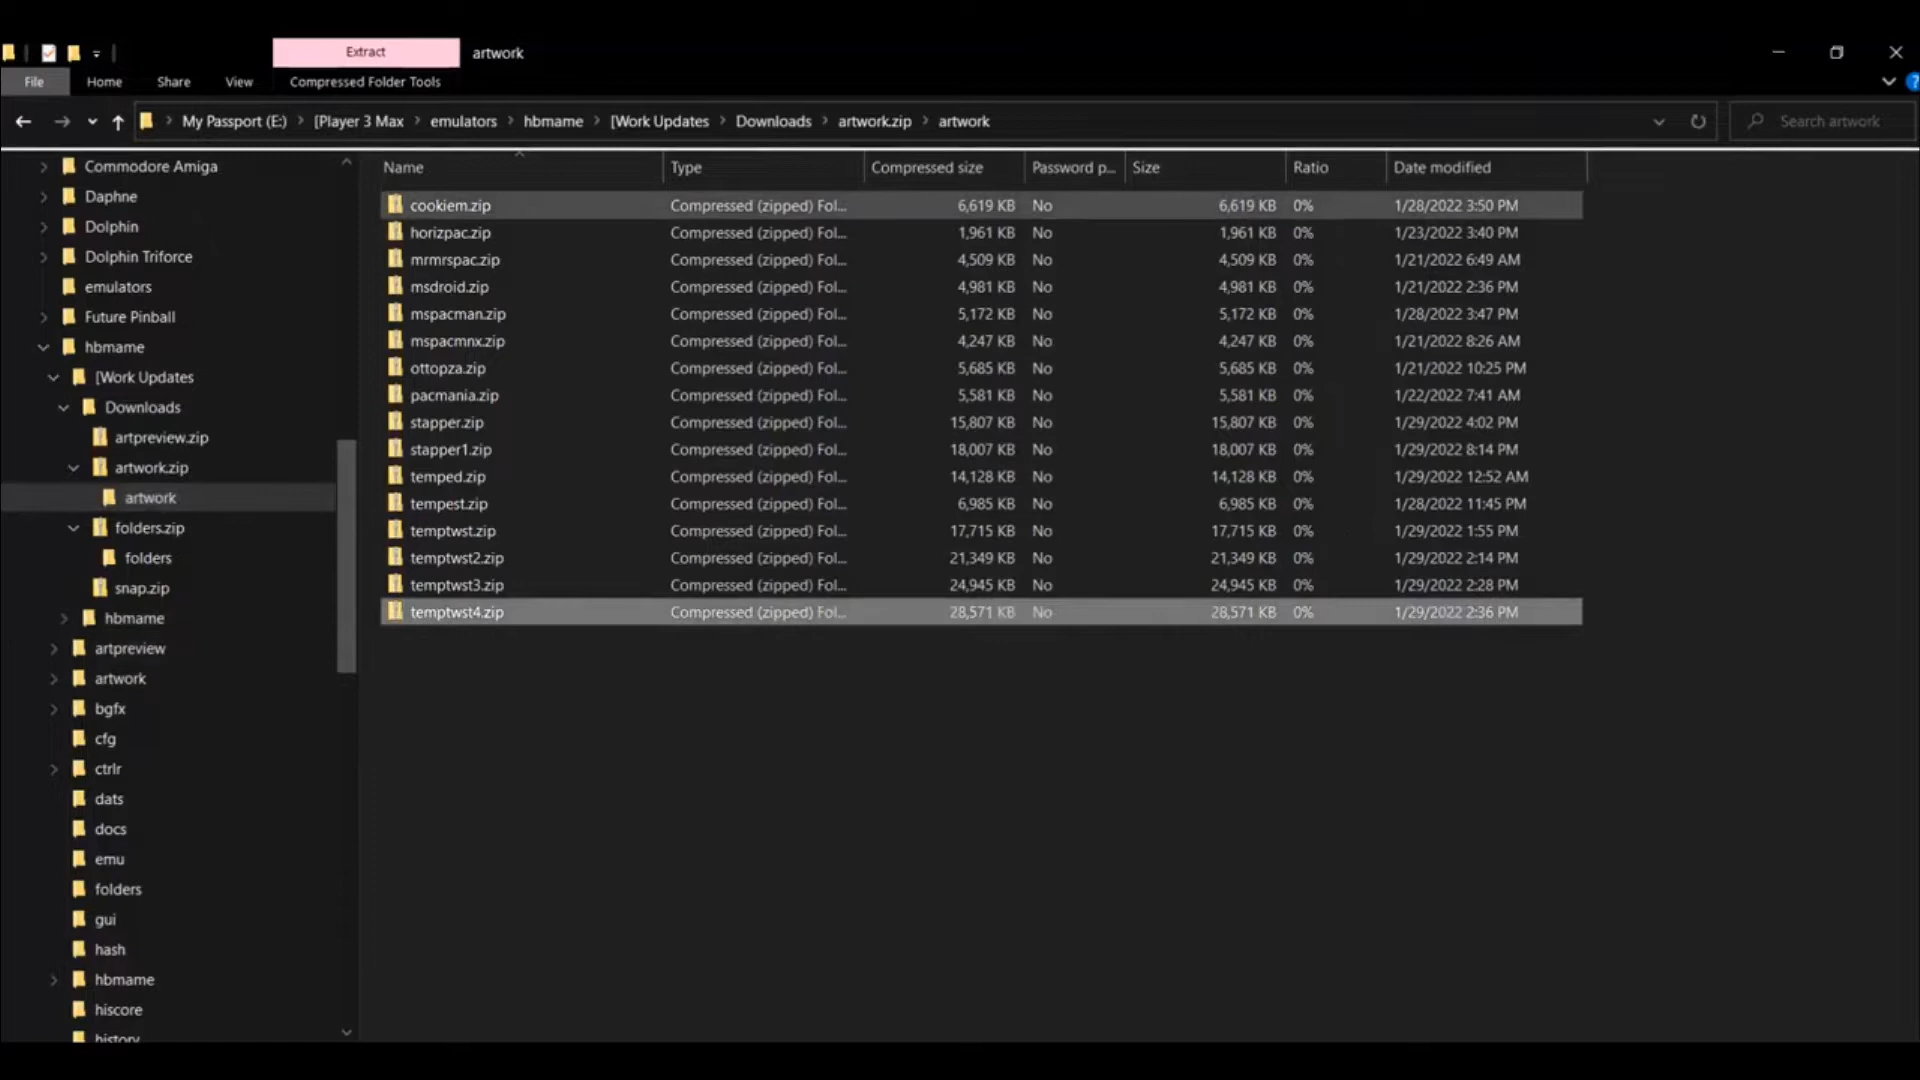 Extract
artwork
File
Home
Share
View
Compressed Folder Tools
My Passport (E:)
[Player 3 Max
emulators
hbmame
[Work Updates
Downloads
artwork.zip
artwork
Search artwork
Commodore Amiga
Daphne
Dolphin
Dolphin Triforce
emulators
Future Pinball
hbmame
[Work Updates
Downloads
artpreview.zip
artwork.zip
artwork
folders.zip
folders
snap.zip
hbmame
artpreview
artwork
bgfx
cfg
ctrlr
dats
docs
emu
folders
gui
hash
hbmame
hiscore
history
Name Type Compressed size Password p... Size Ratio Date modified
cookiem.zip Compressed (zipped) Fol... 6,619 KB No 6,619 KB 0% 1/28/2022 3:50 PM
horizpac.zip Compressed (zipped) Fol... 1,961 KB No 1,961 KB 0% 1/23/2022 3:40 PM
mrmrspac.zip Compressed (zipped) Fol... 4,509 KB No 4,509 KB 0% 1/21/2022 6:49 AM
msdroid.zip Compressed (zipped) Fol... 4,981 KB No 4,981 KB 0% 1/21/2022 2:36 PM
mspacman.zip Compressed (zipped) Fol... 5,172 KB No 5,172 KB 0% 1/28/2022 3:47 PM
mspacmnx.zip Compressed (zipped) Fol... 4,247 KB No 4,247 KB 0% 1/21/2022 8:26 AM
ottopza.zip Compressed (zipped) Fol... 5,685 KB No 5,685 KB 0% 1/21/2022 10:25 PM
pacmania.zip Compressed (zipped) Fol... 5,581 KB No 5,581 KB 0% 1/22/2022 7:41 AM
stapper.zip Compressed (zipped) Fol... 15,807 KB No 15,807 KB 0% 1/29/2022 4:02 PM
stapper1.zip Compressed (zipped) Fol... 18,007 KB No 18,007 KB 0% 1/29/2022 8:14 PM
temped.zip Compressed (zipped) Fol... 14,128 KB No 14,128 KB 0% 1/29/2022 12:52 AM
tempest.zip Compressed (zipped) Fol... 6,985 KB No 6,985 KB 0% 1/28/2022 11:45 PM
temptwst.zip Compressed (zipped) Fol... 17,715 KB No 17,715 KB 0% 1/29/2022 1:55 PM
temptwst2.zip Compressed (zipped) Fol... 21,349 KB No 21,349 KB 0% 1/29/2022 2:14 PM
temptwst3.zip Compressed (zipped) Fol... 24,945 KB No 24,945 KB 0% 1/29/2022 2:28 PM
temptwst4.zip Compressed (zipped) Fol... 28,571 KB No 28,571 KB 0% 1/29/2022 2:36 PM